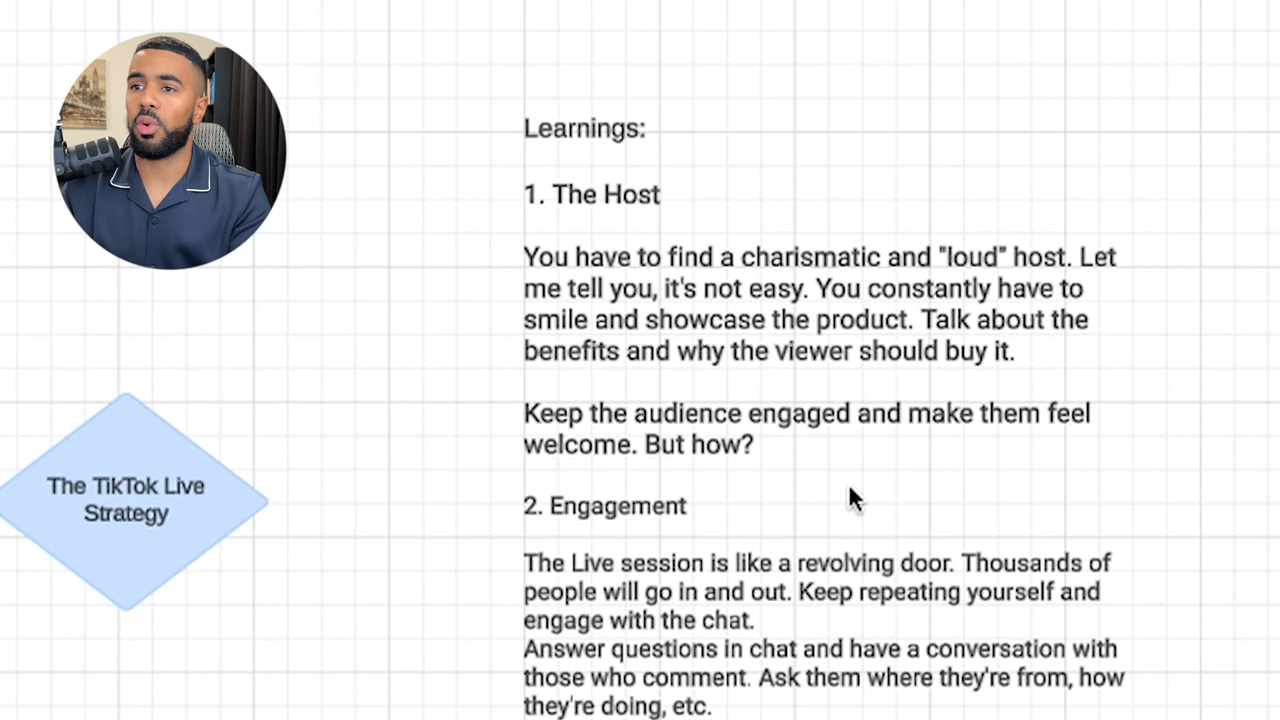 Learnings:
1. The Host
You have to find a charismatic and "loud" host. Let
me tell you, it's not easy. You constantly have to
smile and showcase the product. Talk about the
benefits and why the viewer should buy it.
Keep the audience engaged and make them feel
welcome. But how?
The TikTok Live
Strategy
2. Engagement
The Live session is like a revolving door. Thousands of
people will go in and out. Keep repeating yourself and
engage with the chat.
Answer questions in chat and have a conversation with
those who comment. Ask them where they're from, how
they're doing, etc.